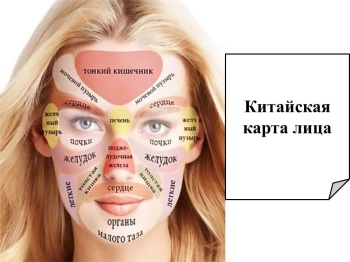 тонкий кишечник
мочевой пузырь
мочевой пузырь
сердце
сердце
желч
ный
пузырь
печень
желч
ный
пузырь
почки
почки
желудок
подже-
лудочная
железа
желудок
легкие
толстая
кишка
сердце
толстая
кишка
легкие
органы
малого таза
Китайская
карта лица